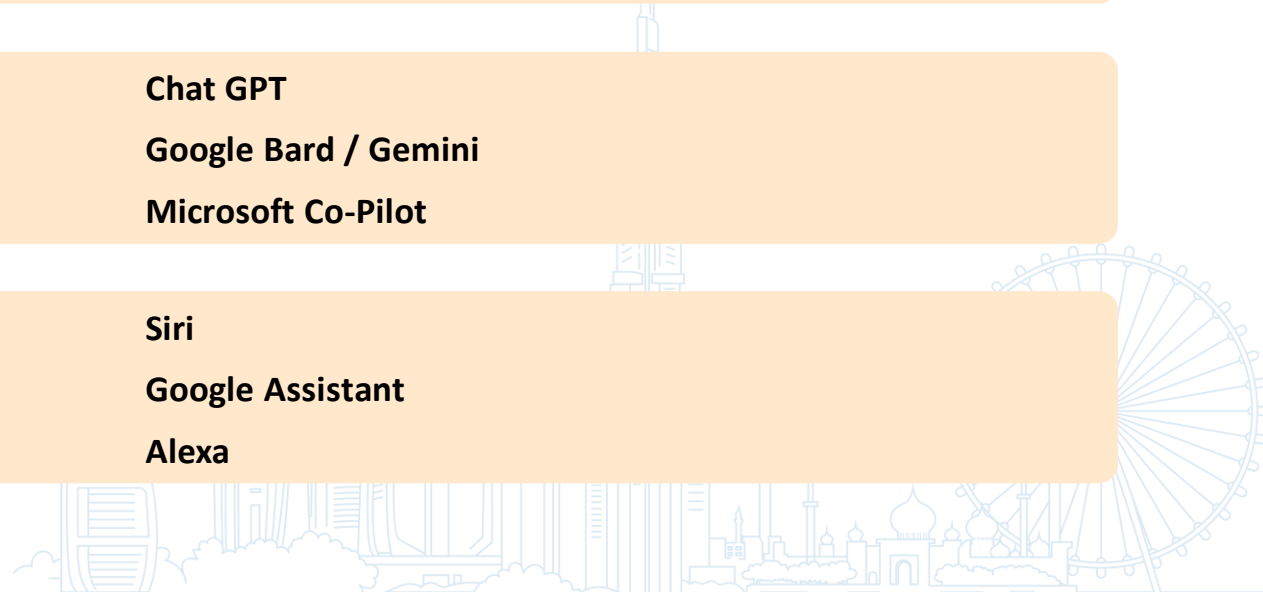 Chat GPT
Google Bard / Gemini
Microsoft Co-Pilot
Siri
Google Assistant
Alexa